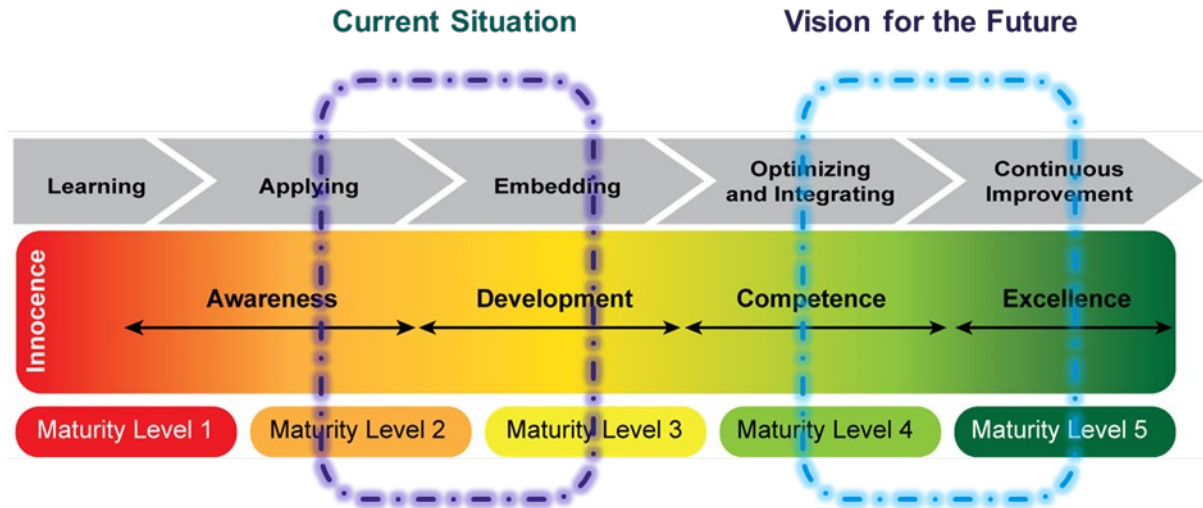 Current Situation
Vision for the Future
Learning
Applying
Embedding
Optimizing
and Integrating
Continuous
Improvement
Innocence
Awareness
Development
Competence
Excellence
Maturity Level 1
Maturity Level 2
Maturity Level 3
Maturity Level 4
Maturity Level 5